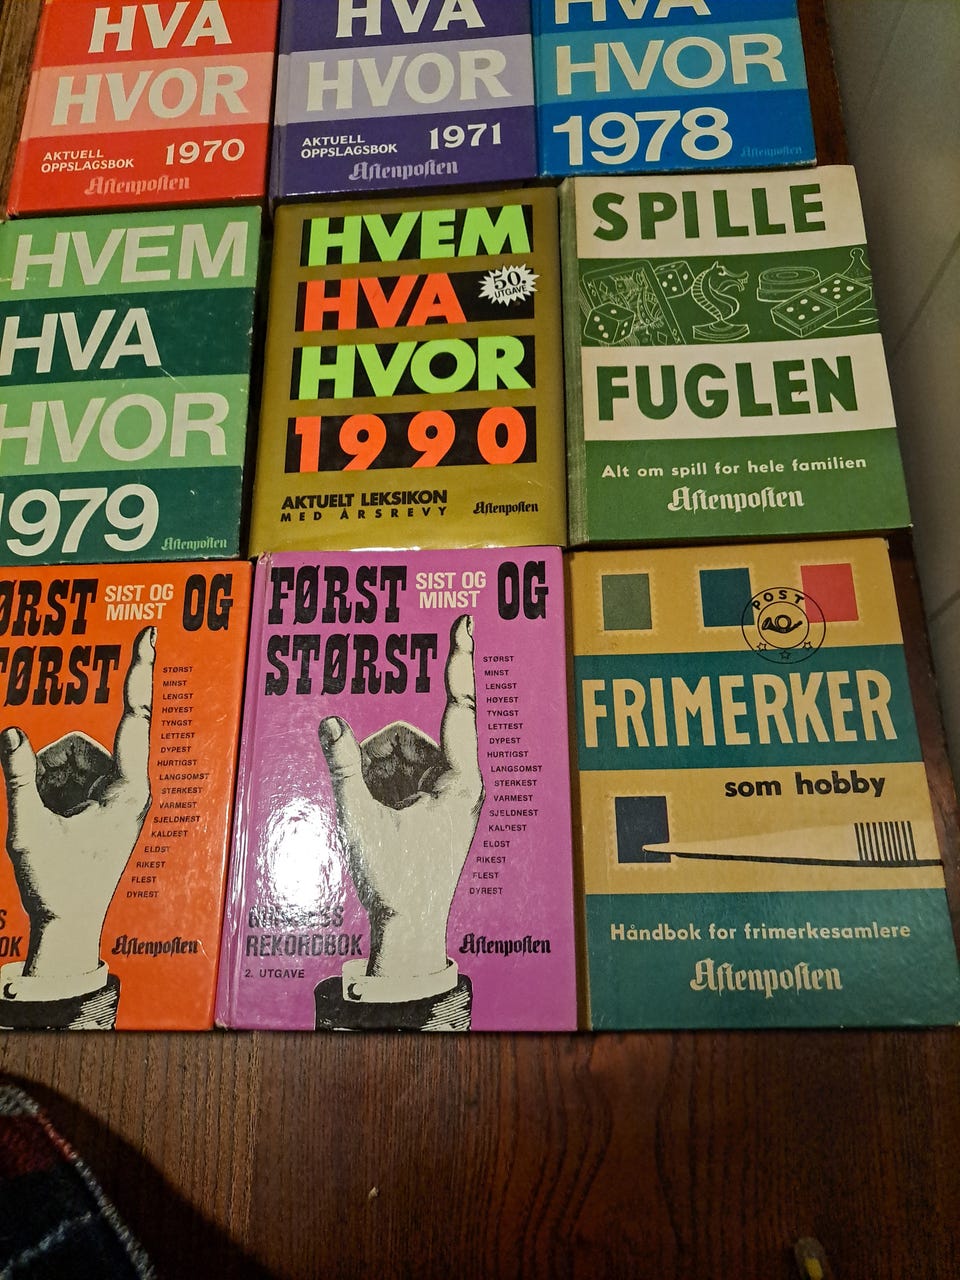 HVA
HVOR
AKTUELL
OPPSLAGSBOK
1970
Aftenposten
HVA
HVOR
AKTUELL
OPPSLAGSBOK
1971
Aftenposten
HVA
HVOR
1978
Aftenposten
HVEM
HVA
HVOR
1979
Aftenposten
HVEM
HVA
50.
UTGAVE
HVOR
1990
AKTUELT LEKSIKON
MED ÅRSREVY
Aftenposten
SPILLE
FUGLEN
Alt om spill for hele familien
Aftenposten
ØRST SIST OG MINST OG
TØRST
STØRST
MINST
LENGST
HØYEST
TYNGST
LETTEST
DYPEST
HURTIGST
LANGSOMST
STERKEST
VARMEST
SJELDNEST
KALDEST
ELDST
RIKEST
FLEST
DYREST
S
OK
Aftenposten
FØRST SIST OG MINST OG
STØRST
STØRST
MINST
LENGST
HØYEST
TYNGST
LETTEST
DYPEST
HURTIGST
LANGSOMST
STERKEST
VARMEST
SJELDNEST
KALDEST
ELDST
RIKEST
FLEST
DYREST
GUINNESS
REKORDBOK
2. UTGAVE
Aftenposten
POST
FRIMERKER
som hobby
Håndbok for frimerkesamlere
Aftenposten